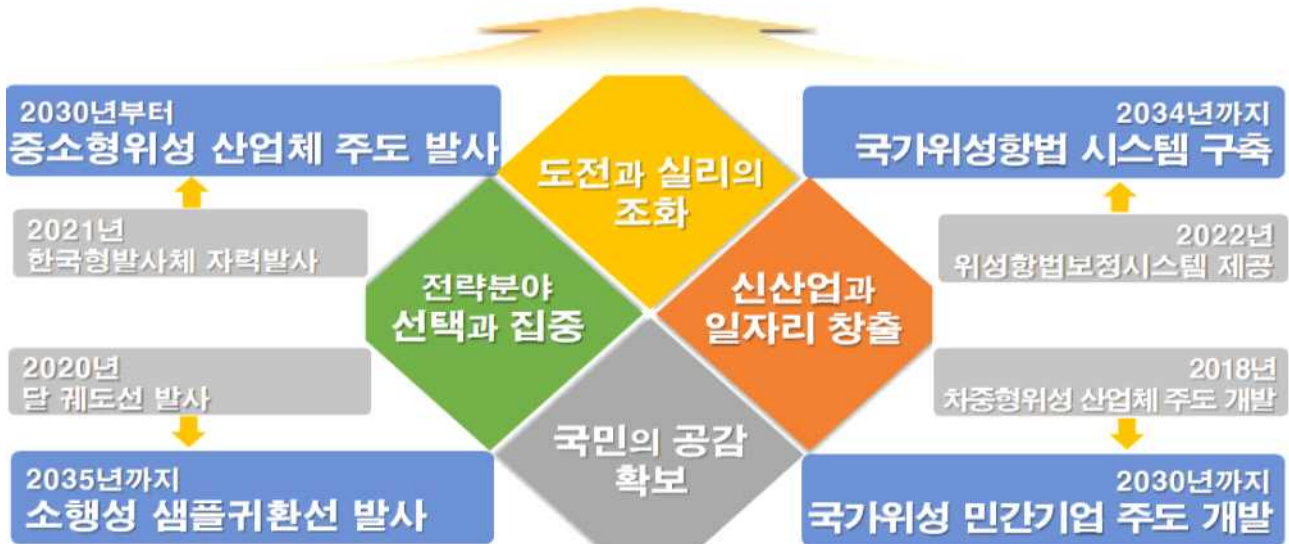 2030년부터
중소형위성 산업체 주도 발사
2021년
한국형발사체 자력발사
2020년
달 궤도선 발사
2035년까지
소행성 샘플귀환선 발사
도전과 실리의
조화
전략분야
선택과 집중
신산업과
일자리 창출
국민의 공감
확보
2034년까지
국가위성항법 시스템 구축
2022년
위성항법보정시스템 제공
2018년
차중형위성 산업체 주도 개발
2030년까지
국가위성 민간기업 주도 개발